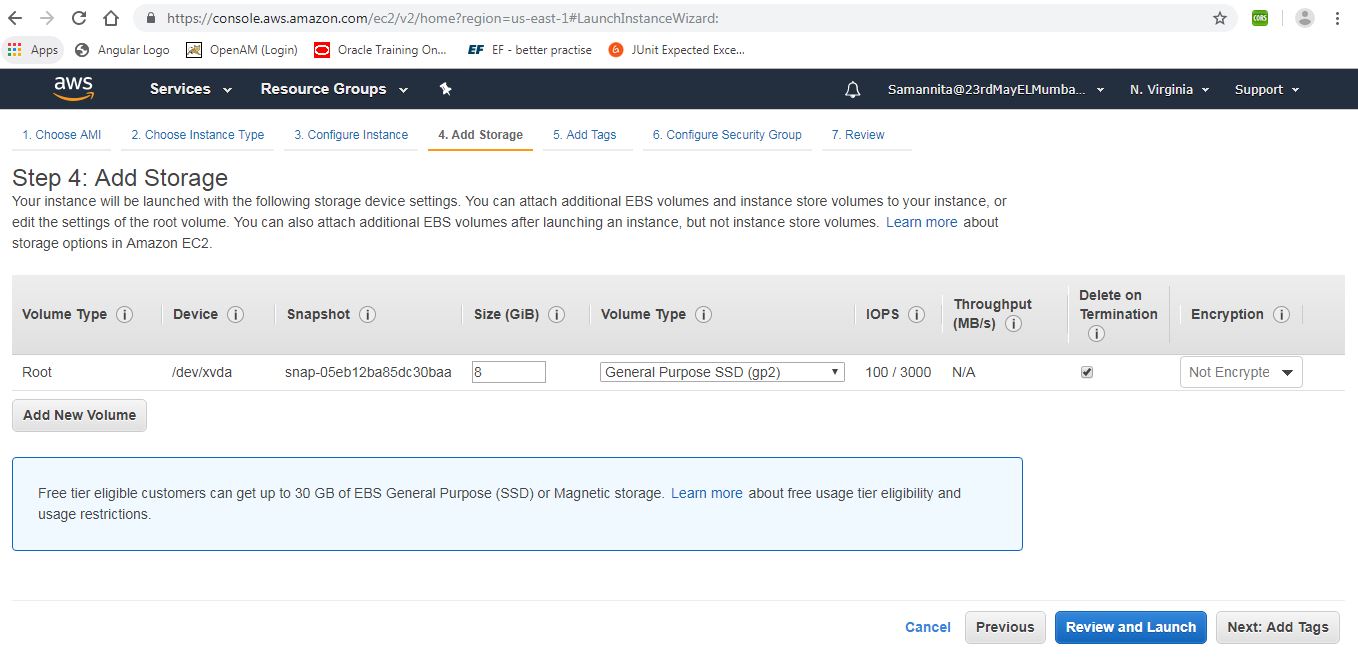 https://console.aws.amazon.com/ec2/v2/home?region=us-east-1#LaunchInstanceWizard:
CORS
Apps Angular Logo OpenAM (Login) Oracle Training On... EF EF - better practise JUnit Expected Exce...
aws Services Resource Groups Samannita@23rdMayELMumba... N. Virginia Support
1. Choose AMI 2. Choose Instance Type 3. Configure Instance 4. Add Storage 5. Add Tags 6. Configure Security Group 7. Review
Step 4: Add Storage
Your instance will be launched with the following storage device settings. You can attach additional EBS volumes and instance store volumes to your instance, or
edit the settings of the root volume. You can also attach additional EBS volumes after launching an instance, but not instance store volumes. Learn more about
storage options in Amazon EC2.
Volume Type i Device i Snapshot i Size (GiB) i Volume Type i IOPS i Throughput (MB/s) i Delete on Termination i Encryption i
Root /dev/xvda snap-05eb12ba85dc30baa 8 General Purpose SSD (gp2) 100 / 3000 N/A Not Encrypte
Add New Volume
Free tier eligible customers can get up to 30 GB of EBS General Purpose (SSD) or Magnetic storage. Learn more about free usage tier eligibility and
usage restrictions.
Cancel Previous Review and Launch Next: Add Tags